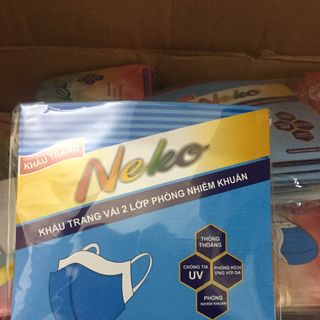 KHẨU TRANG
Neko
KHẨU TRANG VẢI 2 LỚP PHÒNG NHIỄM KHUẨN
THÔNG
THOÁNG
CHỐNG TIA
UV
PHÒNG KÍCH
ỨNG VỚI DA
PHÒNG
NHIỄM KHUẨN
Neko